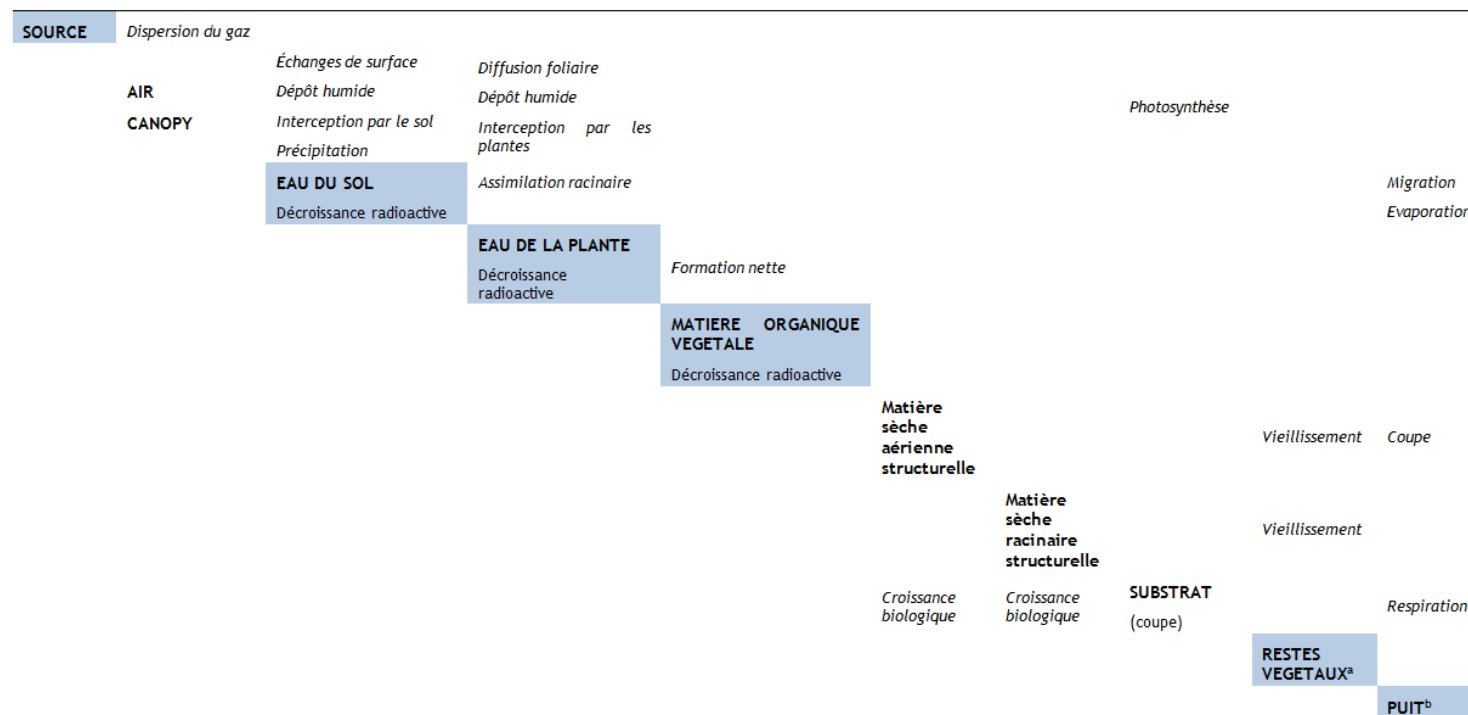 SOURCE Dispersion du gaz
Échanges de surface Diffusion foliaire
AIR Dépôt humide Dépôt humide
Photosynthèse
CANOPY Interception par le sol Interception par les
plantes
Précipitation
EAU DU SOL Assimilation racinaire Migration
Décroissance radioactive Evaporation
EAU DE LA PLANTE
Décroissance Formation nette
radioactive
MATIERE ORGANIQUE
VEGETALE
Décroissance radioactive
Matière
sèche
aérienne Vieillissement Coupe
structurelle
Matière
sèche
racinaire Vieillissement
structurelle
Croissance Croissance SUBSTRAT Respiration
biologique biologique (coupe)
RESTES
VEGETAUXᵃ
PUITᵇ